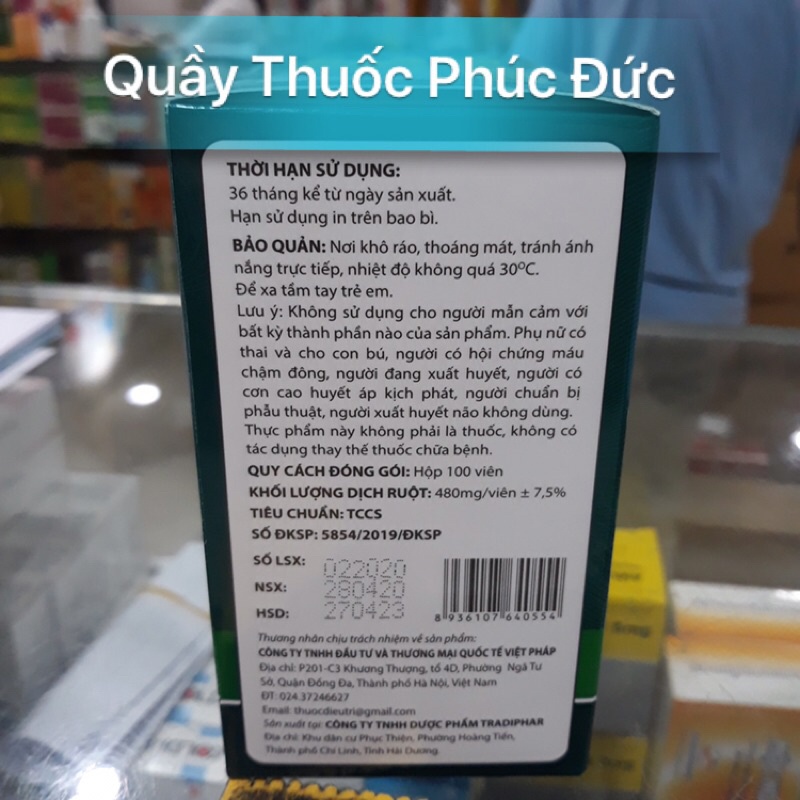 Quầy Thuốc Phúc Đức
THỜI HẠN SỬ DỤNG:
36 tháng kể từ ngày sản xuất.
Hạn sử dụng in trên bao bì.
BẢO QUẢN: Nơi khô ráo, thoáng mát, tránh ánh
nắng trực tiếp, nhiệt độ không quá 30⁰C.
Để xa tầm tay trẻ em.
Lưu ý: Không sử dụng cho người mẫn cảm với
bất kỳ thành phần nào của sản phẩm. Phụ nữ có
thai và cho con bú, người có hội chứng máu
chậm đông, người đang xuất huyết, người có
cơn cao huyết áp kịch phát, người chuẩn bị
phẫu thuật, người xuất huyết não không dùng.
Thực phẩm này không phải là thuốc, không có
tác dụng thay thế thuốc chữa bệnh.
QUY CÁCH ĐÓNG GÓI: Hộp 100 viên
KHỐI LƯỢNG DỊCH RUỘT: 480mg/viên ± 7,5%
TIÊU CHUẨN: TCCS
SỐ ĐKSP: 5854/2019/ĐKSP
SỐ LSX: 022020
NSX: 280420
HSD: 270423
8 936107 640554
Thương nhân chịu trách nhiệm về sản phẩm:
CÔNG TY TNHH ĐẦU TƯ VÀ THƯƠNG MẠI QUỐC TẾ VIỆT PHÁP
Địa chỉ: P201-C3 Khương Thượng, tổ 4D, Phường Ngã Tư
Sở, Quận Đống Đa, Thành phố Hà Nội, Việt Nam
ĐT: 024.37246627
Email: thuocdieutri@gmail.com
Sản xuất tại: CÔNG TY TNHH DƯỢC PHẨM TRADIPHAR
Địa chỉ: Khu dân cư Phục Thiện, Phường Hoàng Tiến,
Thành phố Chí Linh, Tỉnh Hải Dương.
5mg